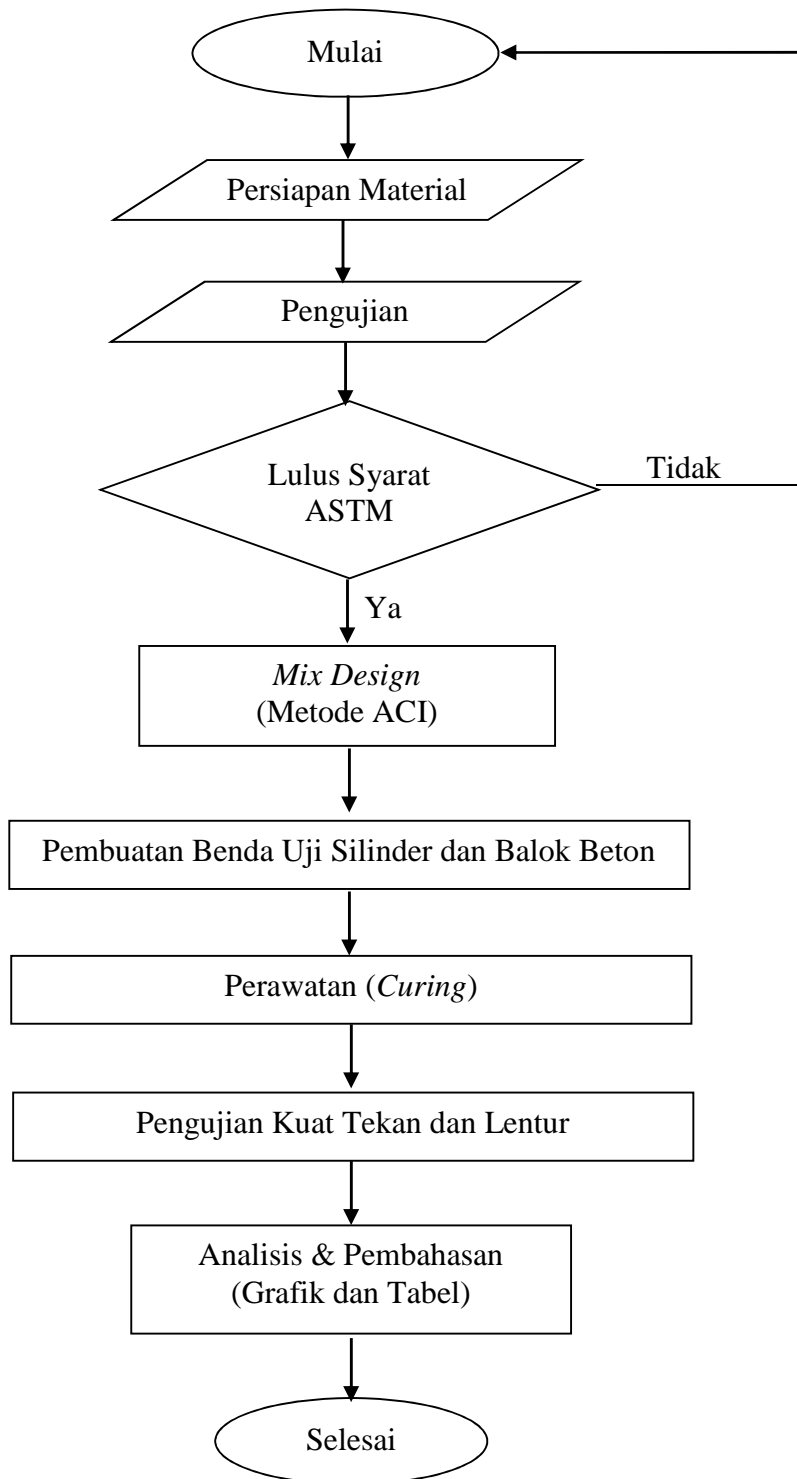 Mulai
Persiapan Material
Pengujian
Lulus Syarat
ASTM
Tidak
Ya
Mix Design
(Metode ACI)
Pembuatan Benda Uji Silinder dan Balok Beton
Perawatan (Curing)
Pengujian Kuat Tekan dan Lentur
Analisis & Pembahasan
(Grafik dan Tabel)
Selesai